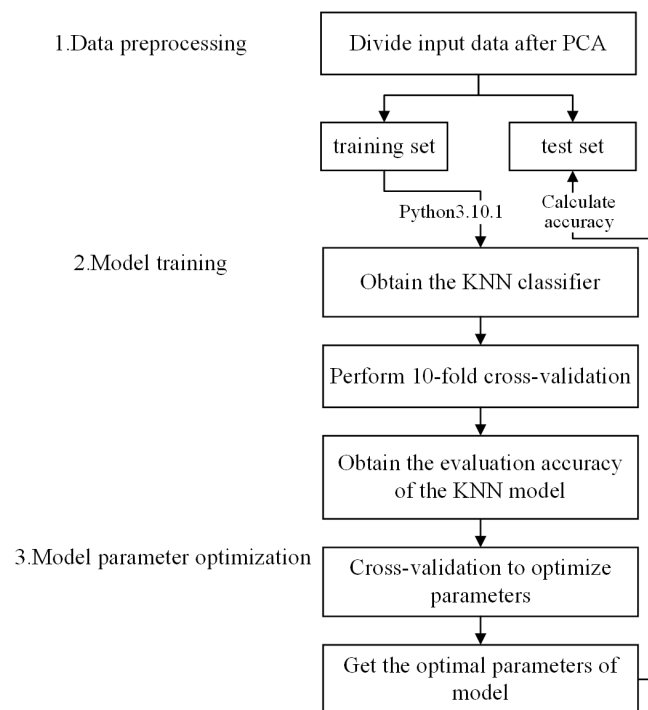 1.Data preprocessing
Divide input data after PCA
training set
test set
Python3.10.1
Calculate
accuracy
2.Model training
Obtain the KNN classifier
Perform 10-fold cross-validation
Obtain the evaluation accuracy
of the KNN model
3.Model parameter optimization
Cross-validation to optimize
parameters
Get the optimal parameters of
model